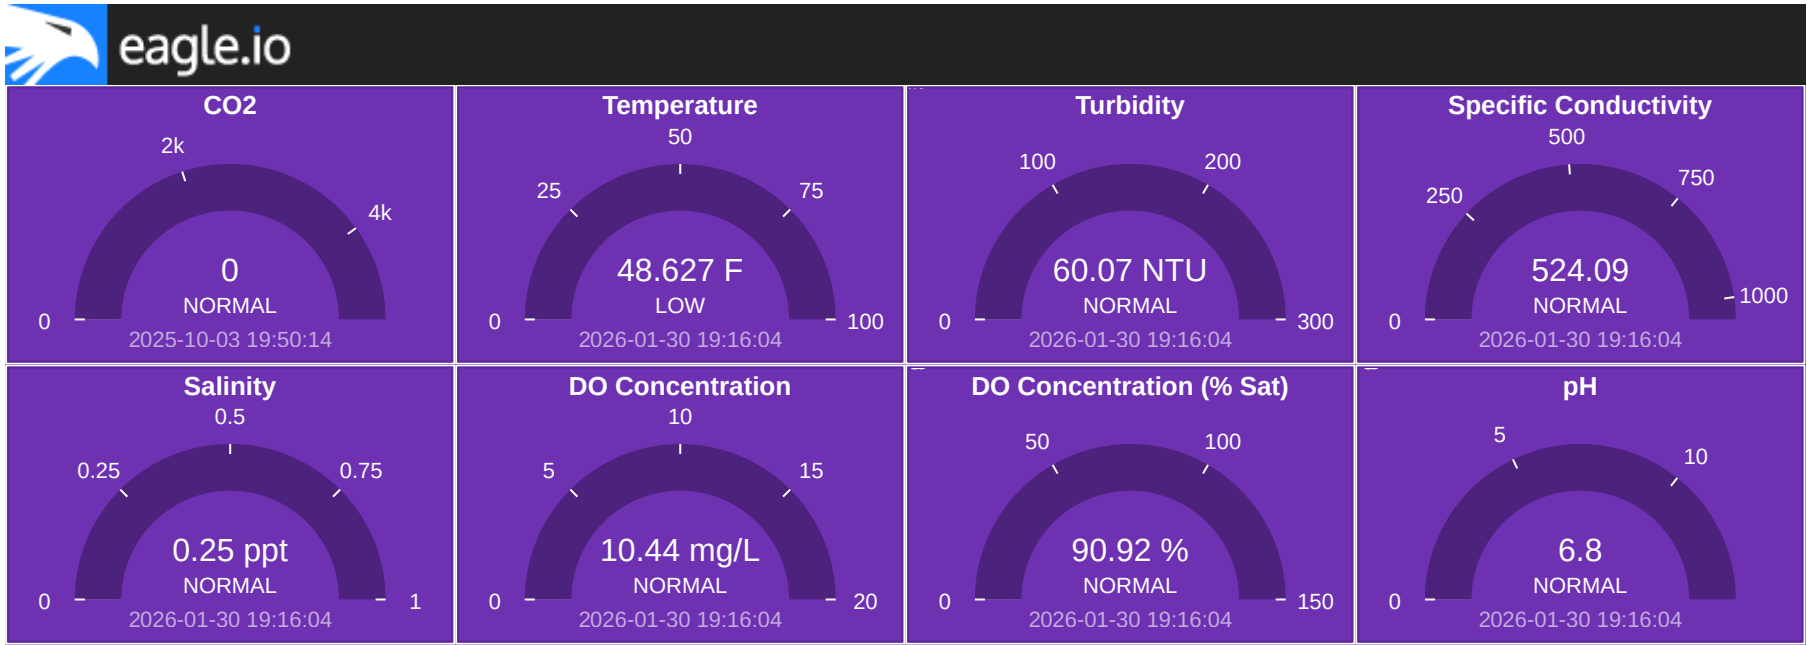 eagle.io
CO2
2k
4k
0
0
NORMAL
2025-10-03 19:50:14
Temperature
50
25
75
48.627 F
LOW
0
100
2026-01-30 19:16:04
Turbidity
100
200
60.07 NTU
NORMAL
0
300
2026-01-30 19:16:04
Specific Conductivity
500
750
250
524.09
1000
NORMAL
0
2026-01-30 19:16:04
Salinity
0.5
0.25
0.75
0.25 ppt
NORMAL
0
1
2026-01-30 19:16:04
DO Concentration
10
5
15
10.44 mg/L
NORMAL
0
20
2026-01-30 19:16:04
DO Concentration (% Sat)
50
100
90.92 %
NORMAL
0
150
2026-01-30 19:16:04
pH
5
10
6.8
NORMAL
0
2026-01-30 19:16:04